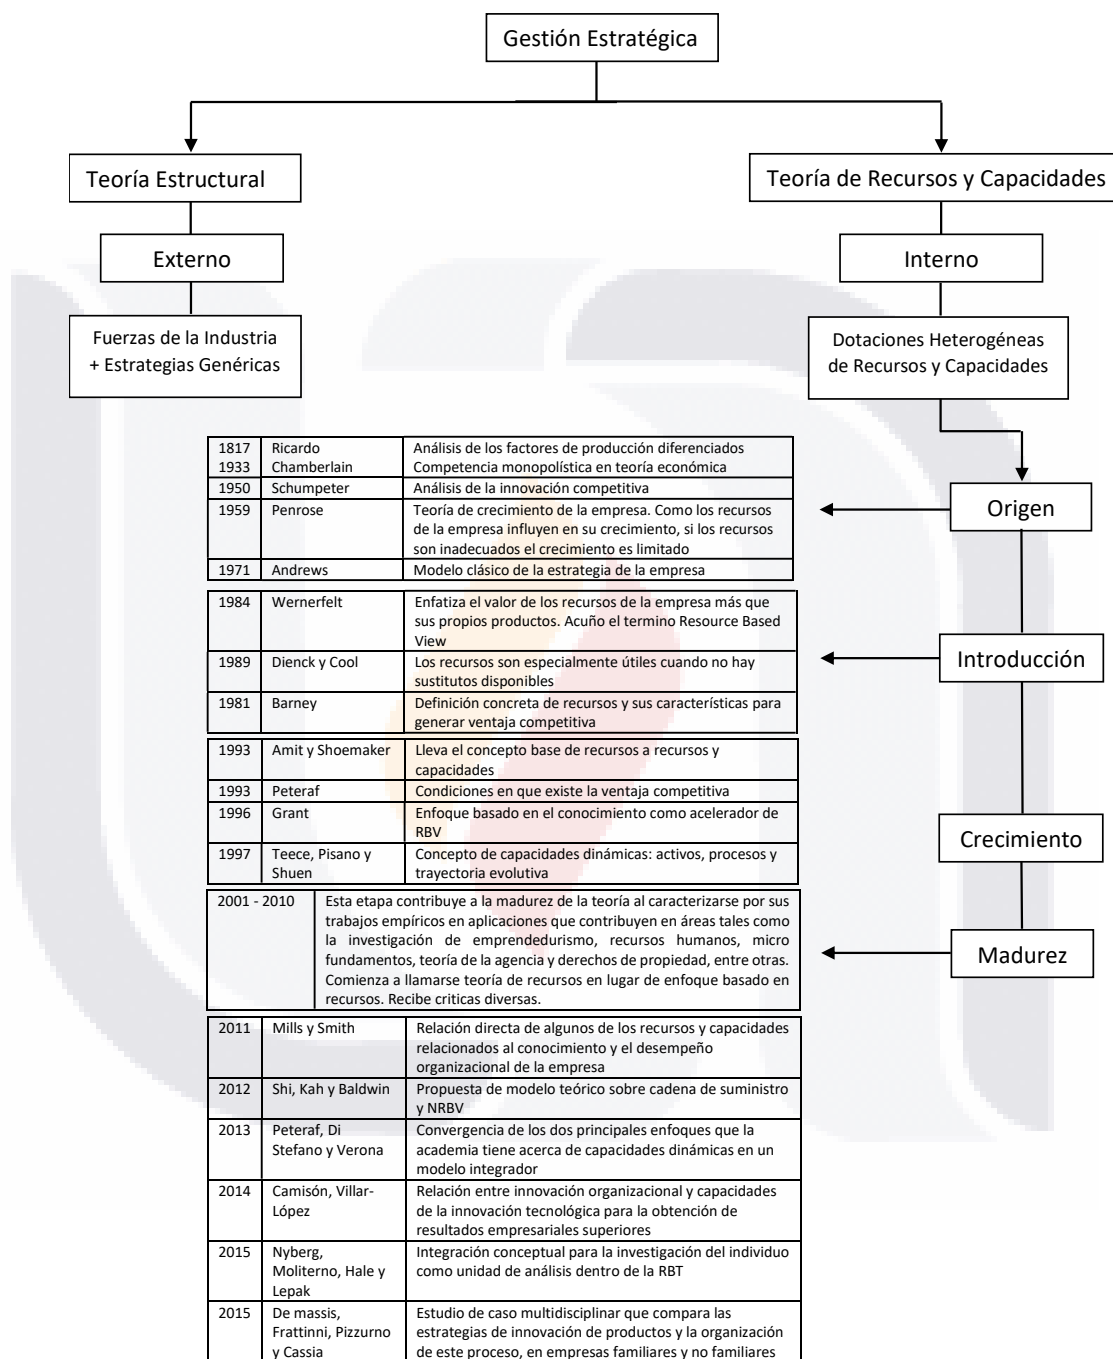 Gestión Estratégica
Teoría Estructural
Teoría de Recursos y Capacidades
Externo
Interno
Fuerzas de la Industria
+ Estrategias Genéricas
Dotaciones Heterogéneas
de Recursos y Capacidades
1817 Ricardo Análisis de los factores de producción diferenciados
1933 Chamberlain Competencia monopolística en teoría económica
1950 Schumpeter Análisis de la innovación competitiva
1959 Penrose Teoría de crecimiento de la empresa. Como los recursos
de la empresa influyen en su crecimiento, si los recursos
son inadecuados el crecimiento es limitado
1971 Andrews Modelo clásico de la estrategia de la empresa
Origen
1984 Wernerfelt Enfatiza el valor de los recursos de la empresa más que
sus propios productos. Acuño el termino Resource Based
View
1989 Dienck y Cool Los recursos son especialmente útiles cuando no hay
sustitutos disponibles
1981 Barney Definición concreta de recursos y sus características para
generar ventaja competitiva
Introducción
1993 Amit y Shoemaker Lleva el concepto base de recursos a recursos y
capacidades
1993 Peteraf Condiciones en que existe la ventaja competitiva
1996 Grant Enfoque basado en el conocimiento como acelerador de
RBV
1997 Teece, Pisano y Concepto de capacidades dinámicas: activos, procesos y
Shuen trayectoria evolutiva
Crecimiento
2001 - 2010 Esta etapa contribuye a la madurez de la teoría al caracterizarse por sus
trabajos empíricos en aplicaciones que contribuyen en áreas tales como
la investigación de emprendedurismo, recursos humanos, micro
fundamentos, teoría de la agencia y derechos de propiedad, entre otras.
Comienza a llamarse teoría de recursos en lugar de enfoque basado en
recursos. Recibe criticas diversas.
Madurez
2011 Mills y Smith Relación directa de algunos de los recursos y capacidades
relacionados al conocimiento y el desempeño
organizacional de la empresa
2012 Shi, Kah y Baldwin Propuesta de modelo teórico sobre cadena de suministro
y NRBV
2013 Peteraf, Di Convergencia de los dos principales enfoques que la
Stefano y Verona academia tiene acerca de capacidades dinámicas en un
modelo integrador
2014 Camisón, Villar- Relación entre innovación organizacional y capacidades
López de la innovación tecnológica para la obtención de
resultados empresariales superiores
2015 Nyberg, Integración conceptual para la investigación del individuo
Moliterno, Hale y como unidad de análisis dentro de la RBT
Lepak
2015 De massis, Estudio de caso multidisciplinar que compara las
Frattinni, Pizzurno estrategias de innovación de productos y la organización
y Cassia de este proceso, en empresas familiares y no familiares